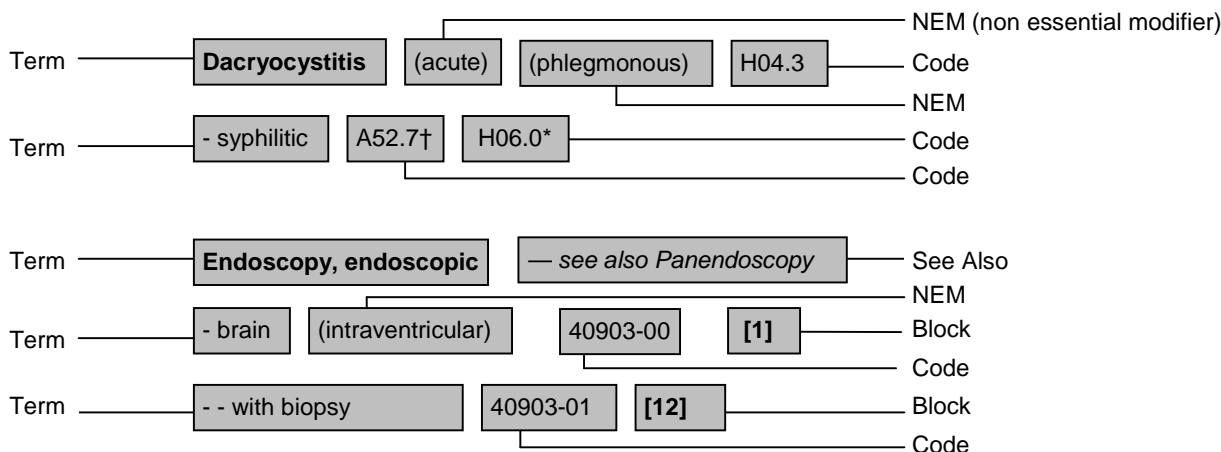 NEM (non essential modifier)
Term Dacryocystitis (acute) (phlegmonous) H04.3 Code
NEM
Term - syphilitic A52.7† H06.0* Code
Code
Term Endoscopy, endoscopic — see also Panendoscopy See Also
NEM
Term - brain (intraventricular) 40903-00 [1] Block
Code
Term - - with biopsy 40903-01 [12] Block
Code